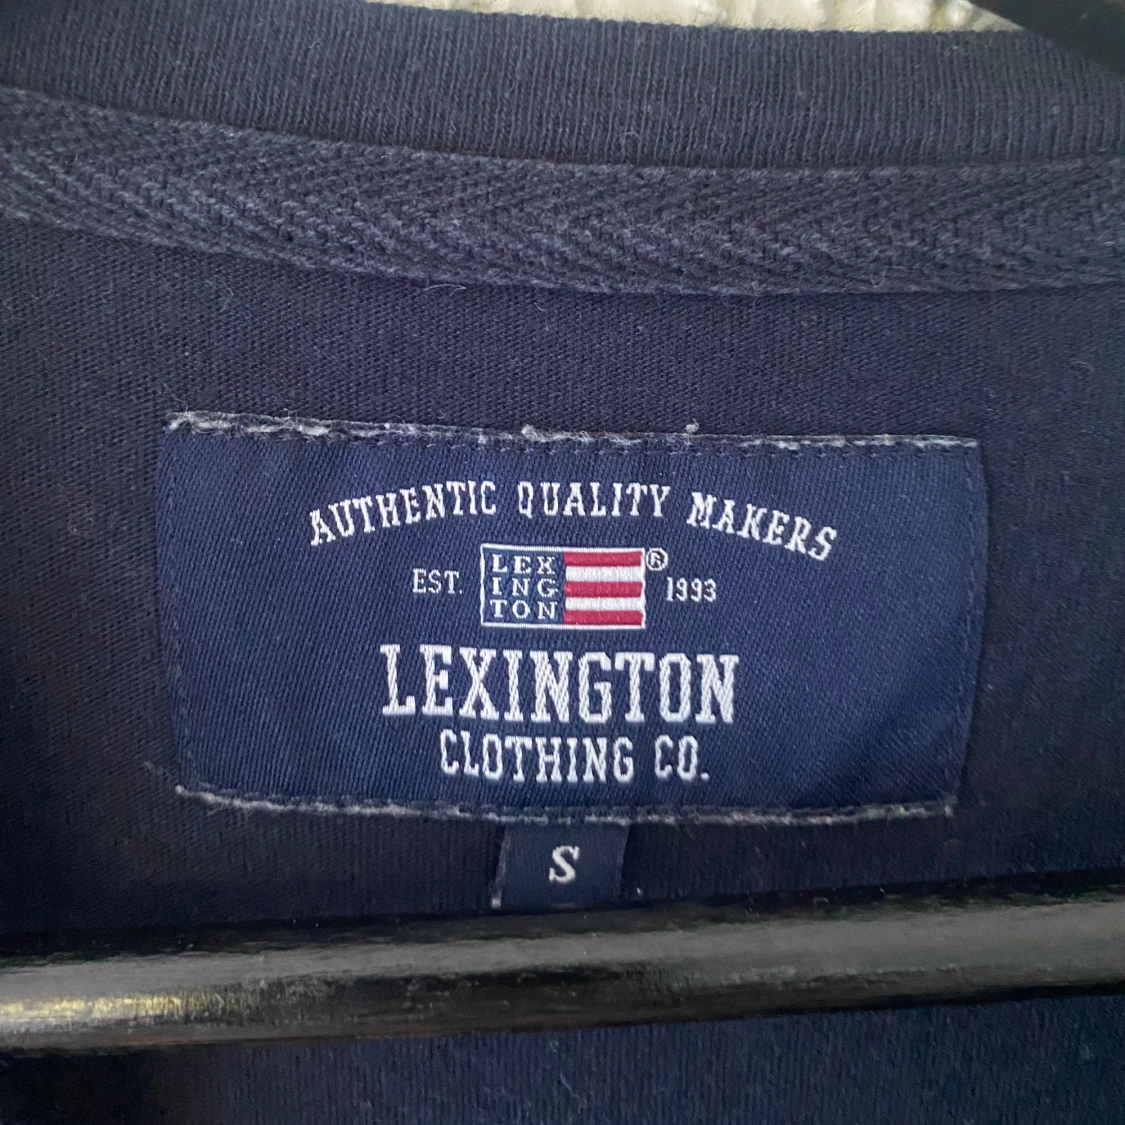 AUTHENTIC QUALITY MAKERS
EST. LEX ING TON ® 1993
LEXINGTON
CLOTHING CO.
S